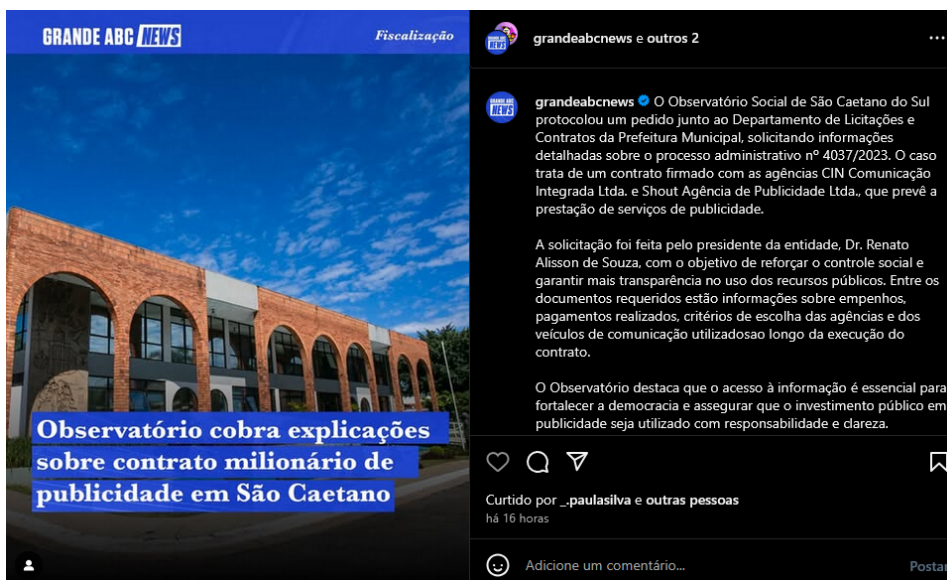 GRANDE ABC NEWS
Fiscalização
Observatório cobra explicações
sobre contrato milionário de
publicidade em São Caetano
GRANDE ABC
NEWS
grandeabcnews e outros 2
GRANDE ABC
NEWS
grandeabcnews O Observatório Social de São Caetano do Sul
protocolou um pedido junto ao Departamento de Licitações e
Contratos da Prefeitura Municipal, solicitando informações
detalhadas sobre o processo administrativo nº 4037/2023. O caso
trata de um contrato firmado com as agências CIN Comunicação
Integrada Ltda. e Shout Agência de Publicidade Ltda., que prevê a
prestação de serviços de publicidade.
A solicitação foi feita pelo presidente da entidade, Dr. Renato
Alisson de Souza, com o objetivo de reforçar o controle social e
garantir mais transparência no uso dos recursos públicos. Entre os
documentos requeridos estão informações sobre empenhos,
pagamentos realizados, critérios de escolha das agências e dos
veículos de comunicação utilizadosao longo da execução do
contrato.
O Observatório destaca que o acesso à informação é essencial para
fortalecer a democracia e assegurar que o investimento público em
publicidade seja utilizado com responsabilidade e clareza.
Curtido por _.paulasilva e outras pessoas
há 16 horas
Adicione um comentário...
Postar